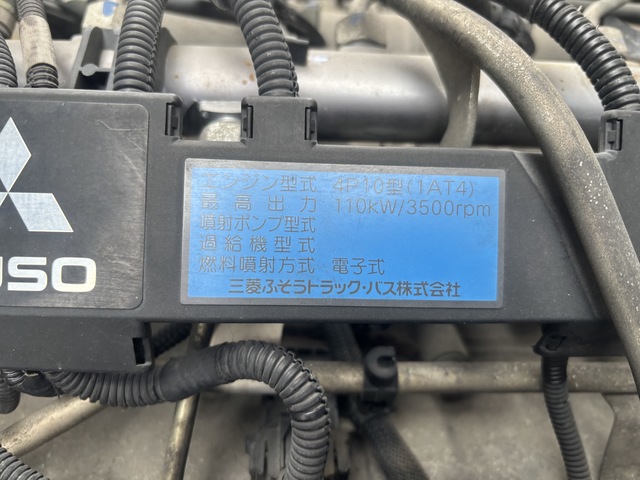 USO
エンジン型式 4P10型(1AT4)
最高出力 110kW/3500rpm
噴射ポンプ型式
過給機型式
燃料噴射方式 電子式
三菱ふそうトラック・バス株式会社